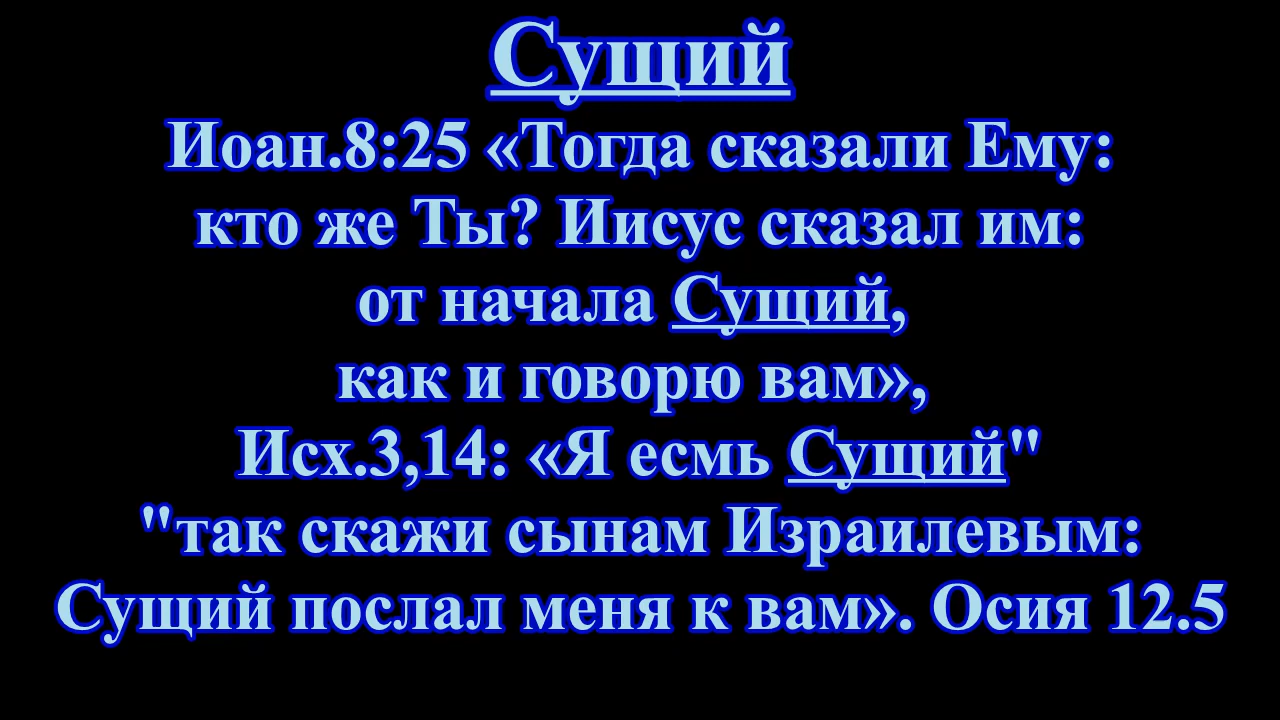 Сущий
Иоан.8:25 «Тогда сказали Ему:
кто же Ты? Иисус сказал им:
от начала Сущий,
как и говорю вам»,
Исх.3,14: «Я есмь Сущий"
"так скажи сынам Израилевым:
Сущий послал меня к вам». Осия 12.5